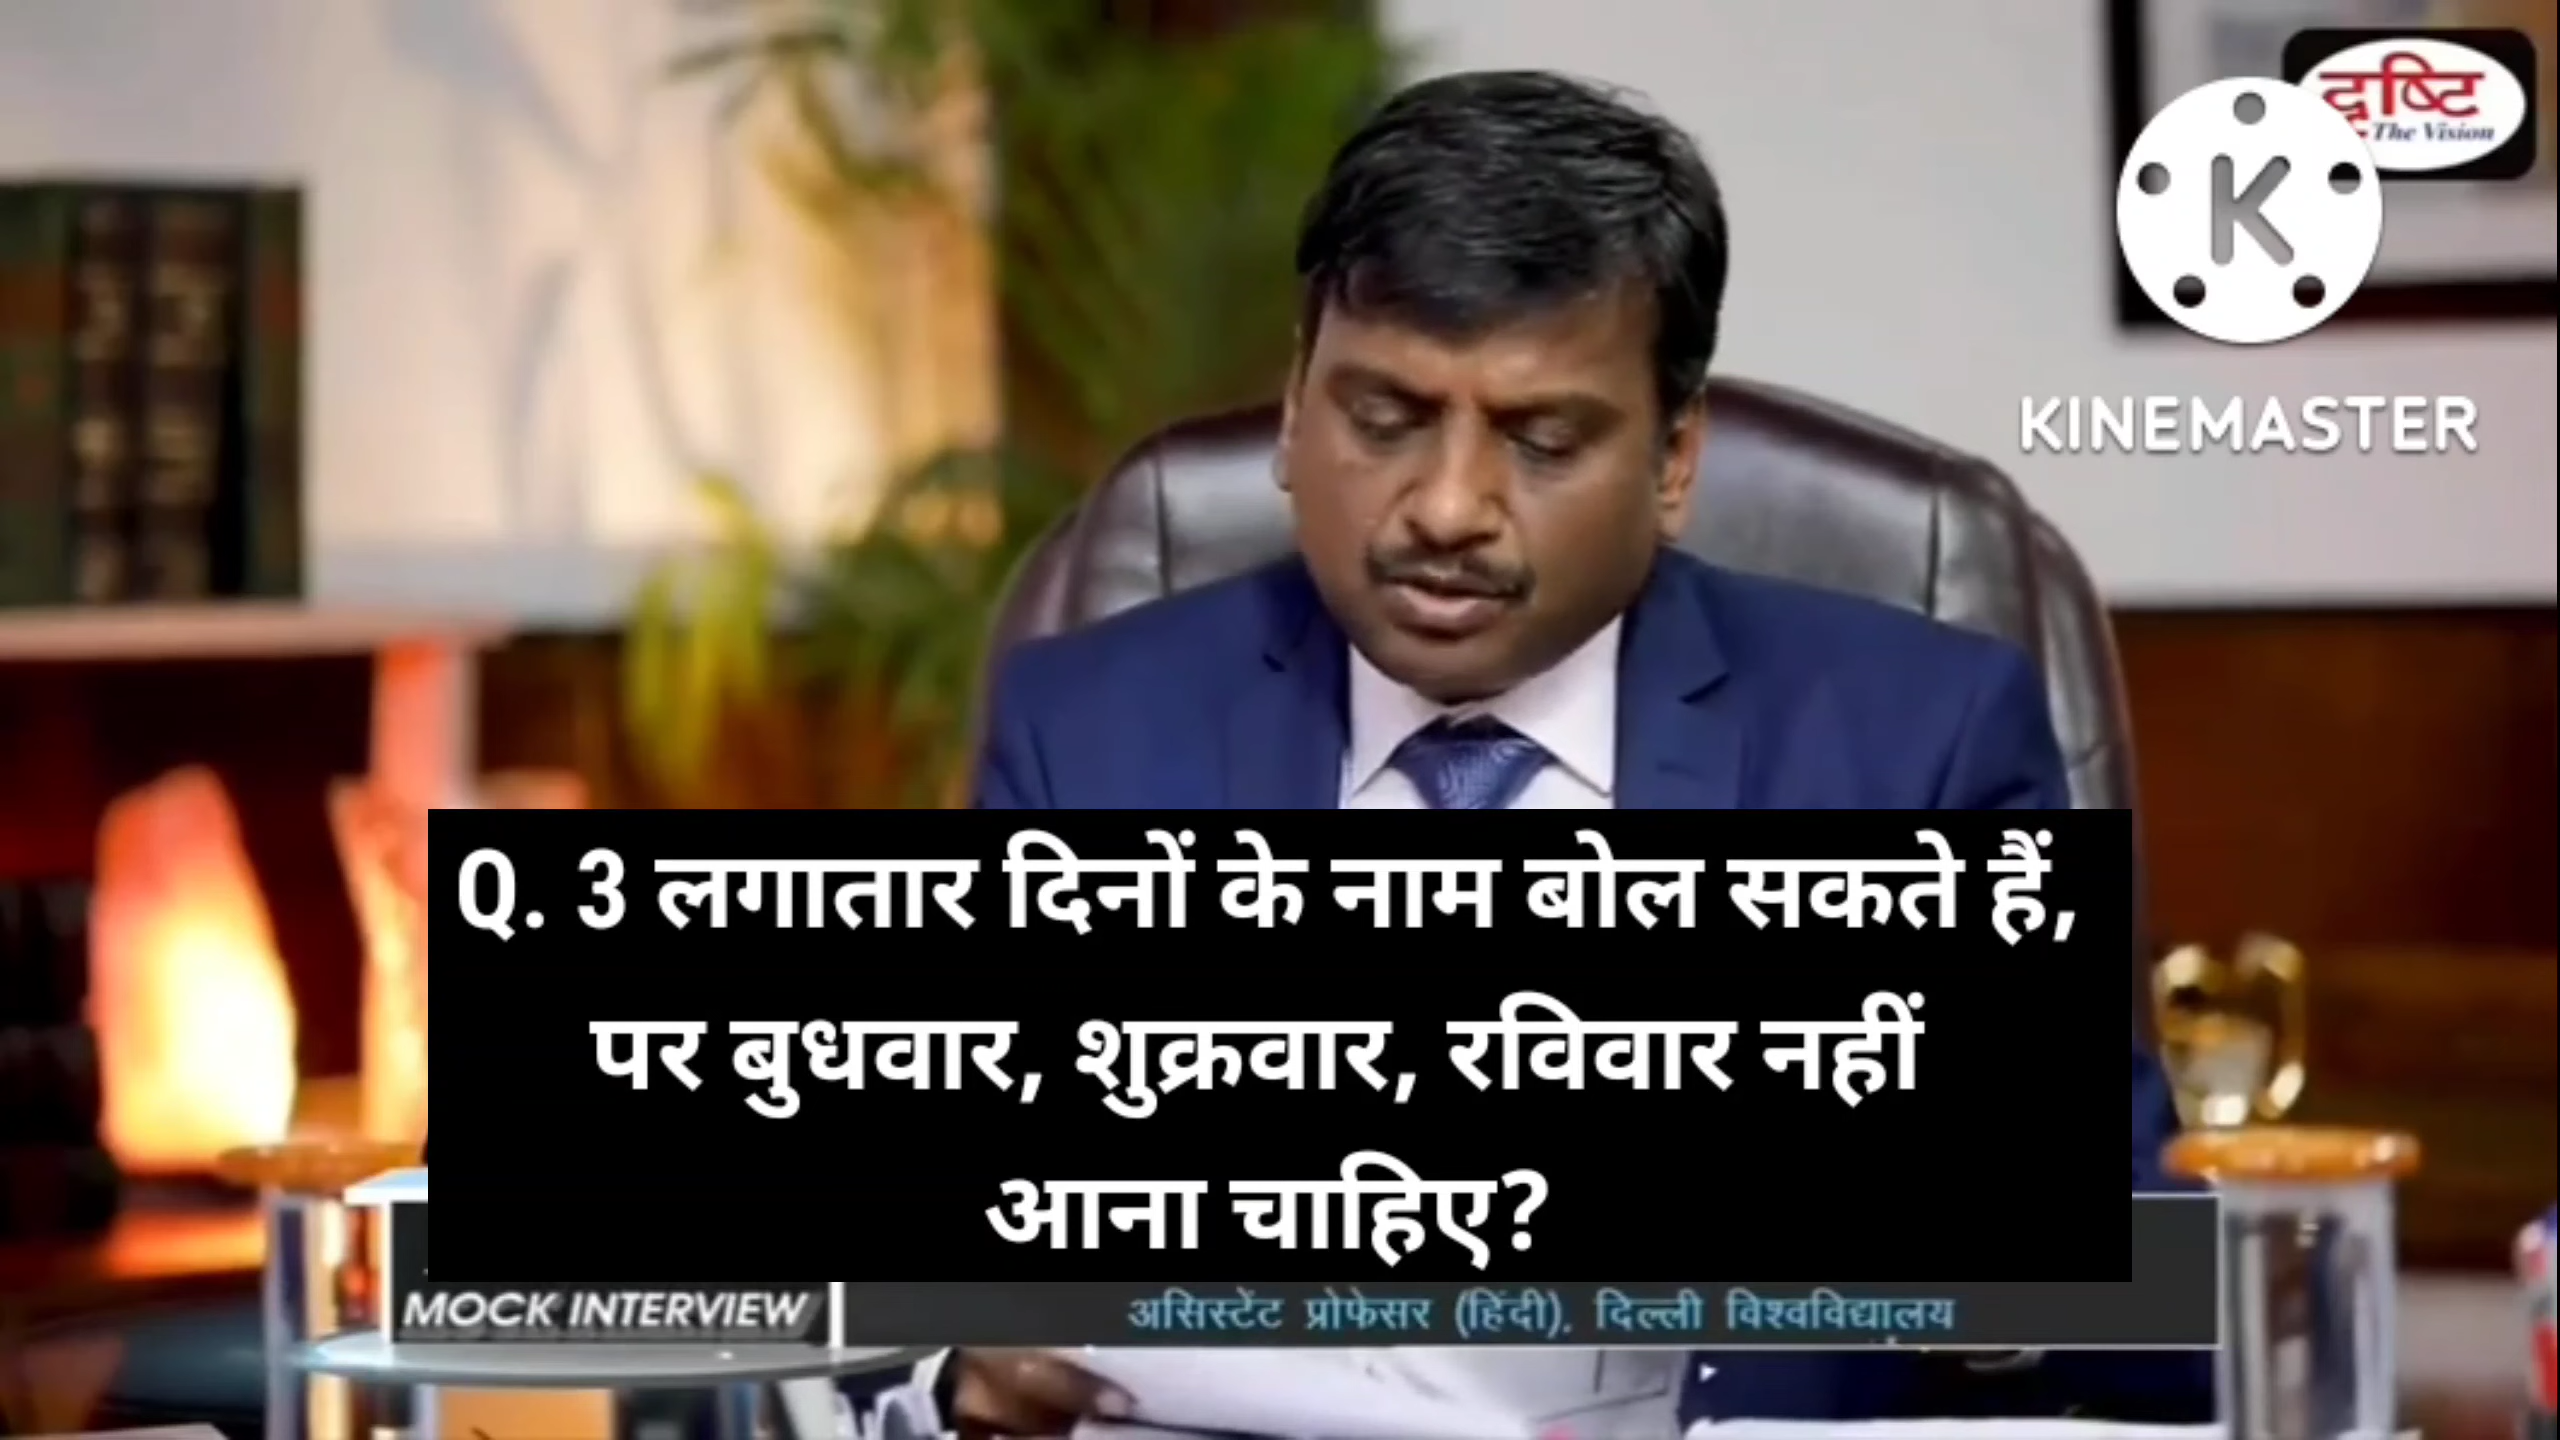 दृष्टि
The Vision
K
KINEMASTER
Q. 3 लगातार दिनों के नाम बोल सकते हैं,
पर बुधवार, शुक्रवार, रविवार नहीं
आना चाहिए?
MOCK INTERVIEW
असिस्टेंट प्रोफेसर (हिंदी), दिल्ली विश्वविद्यालय